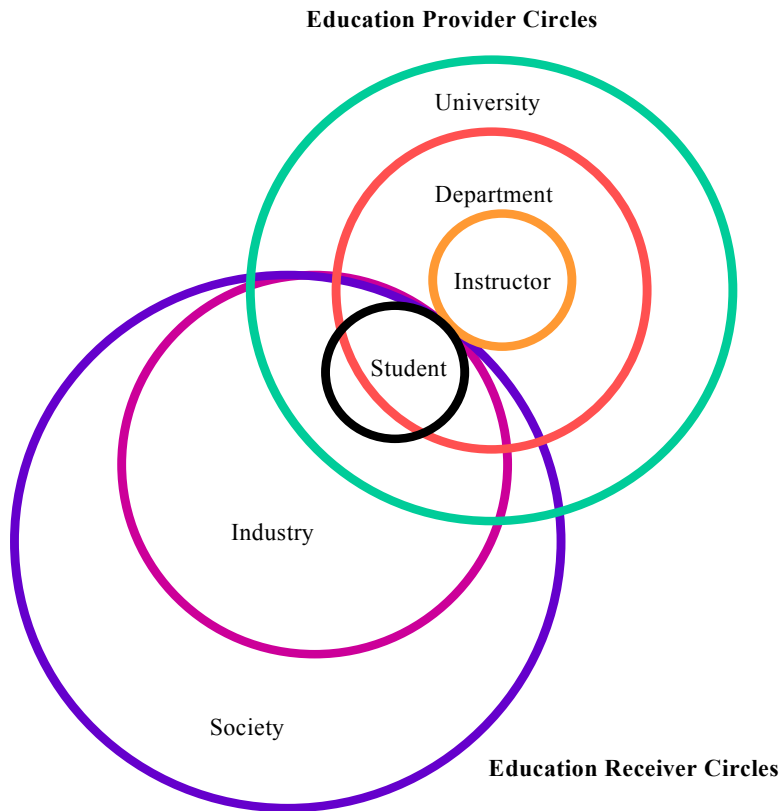 Education Provider Circles
University
Department
Instructor
Student
Industry
Society
Education Receiver Circles